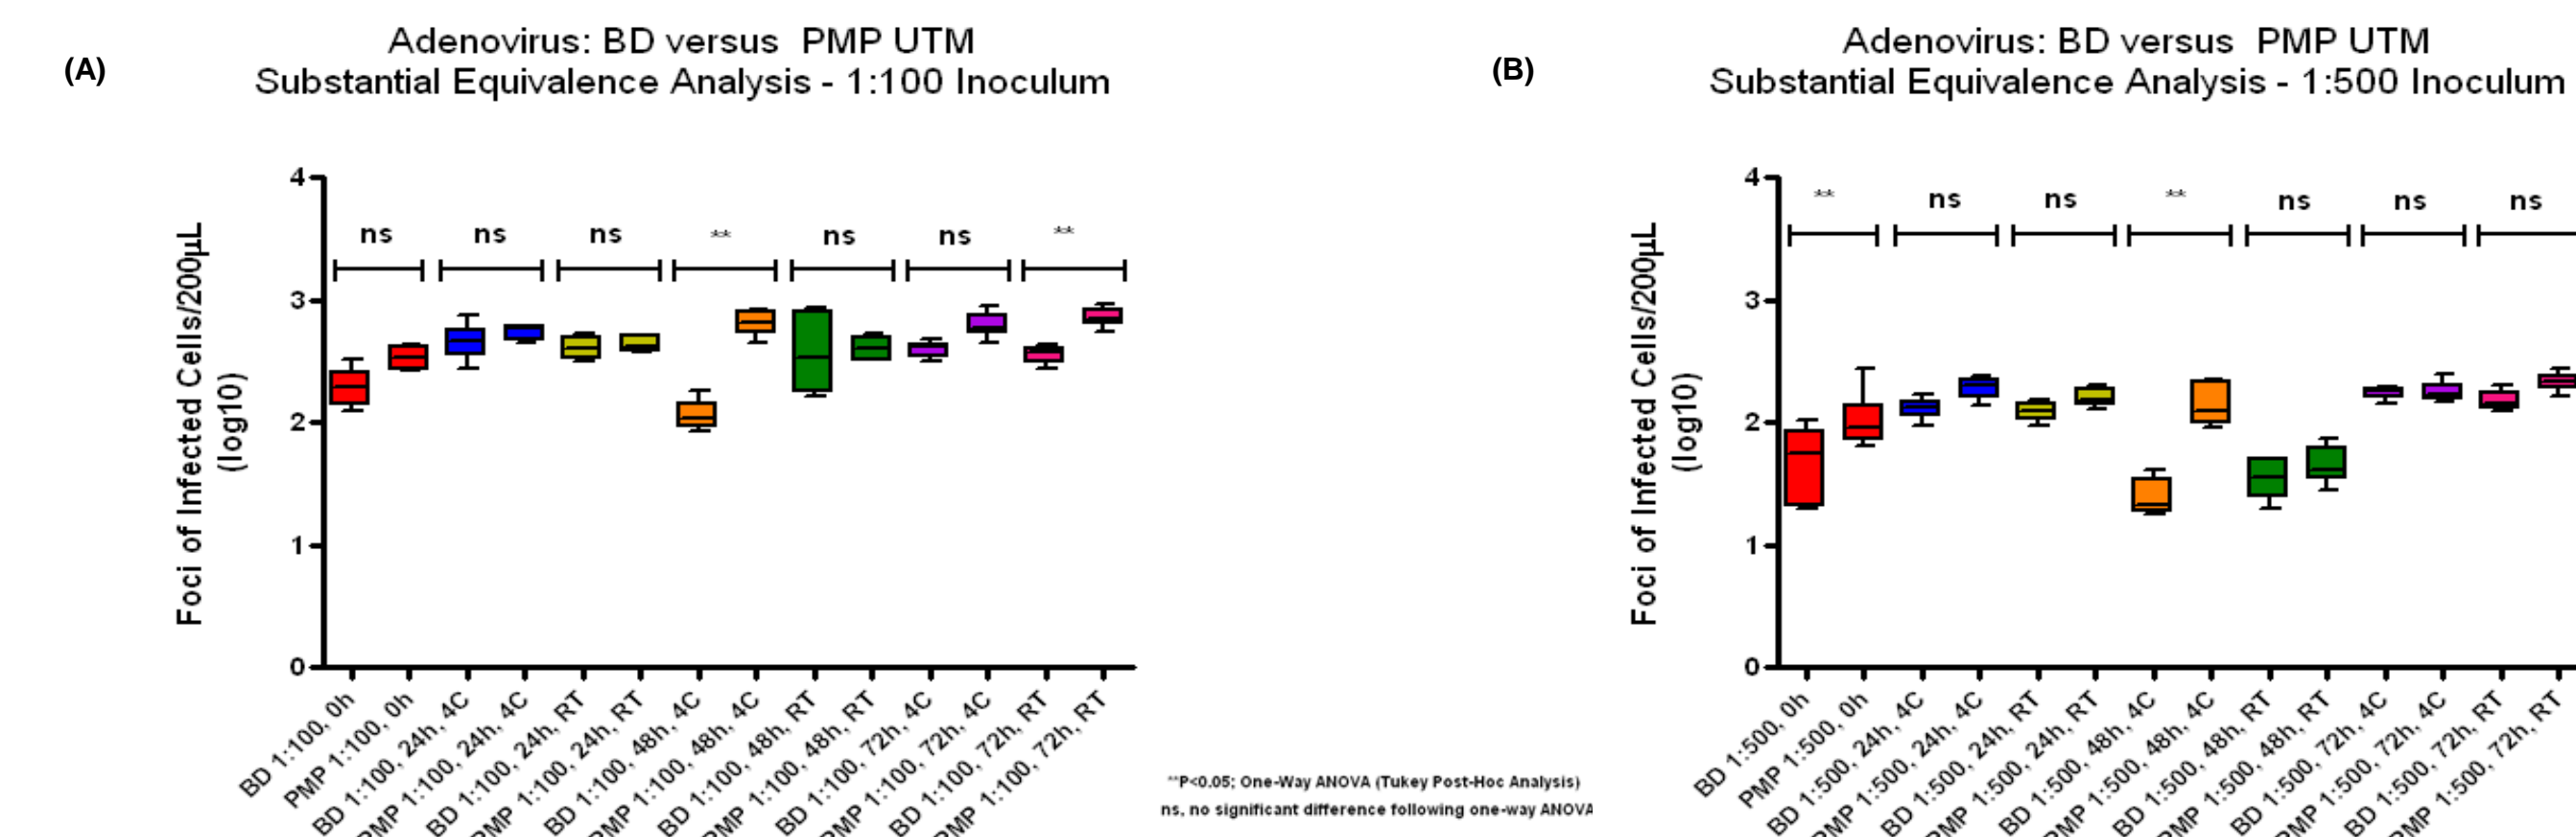 (A)
Adenovirus: BD versus PMP UTM
Substantial Equivalence Analysis - 1:100 Inoculum
Foci of Infected Cells/200µL
(log10)
4
3
2
1
0
ns
ns
ns
**
ns
ns
**
BD 1:100, 0h
PMP 1:100, 0h
BD 1:100, 24h, 4C
PMP 1:100, 24h, 4C
BD 1:100, 24h, RT
PMP 1:100, 24h, RT
BD 1:100, 48h, 4C
PMP 1:100, 48h, 4C
BD 1:100, 48h, RT
PMP 1:100, 48h, RT
BD 1:100, 72h, 4C
PMP 1:100, 72h, 4C
BD 1:100, 72h, RT
PMP 1:100, 72h, RT
**P<0.05; One-Way ANOVA (Tukey Post-Hoc Analysis)
ns, no significant difference following one-way ANOVA
(B)
Adenovirus: BD versus PMP UTM
Substantial Equivalence Analysis - 1:500 Inoculum
Foci of Infected Cells/200µL
(log10)
4
3
2
1
0
**
ns
ns
**
ns
ns
ns
BD 1:500, 0h
PMP 1:500, 0h
BD 1:500, 24h, 4C
PMP 1:500, 24h, 4C
BD 1:500, 24h, RT
PMP 1:500, 24h, RT
BD 1:500, 48h, 4C
PMP 1:500, 48h, 4C
BD 1:500, 48h, RT
PMP 1:500, 48h, RT
BD 1:500, 72h, 4C
PMP 1:500, 72h, 4C
BD 1:500, 72h, RT
PMP 1:500, 72h, RT